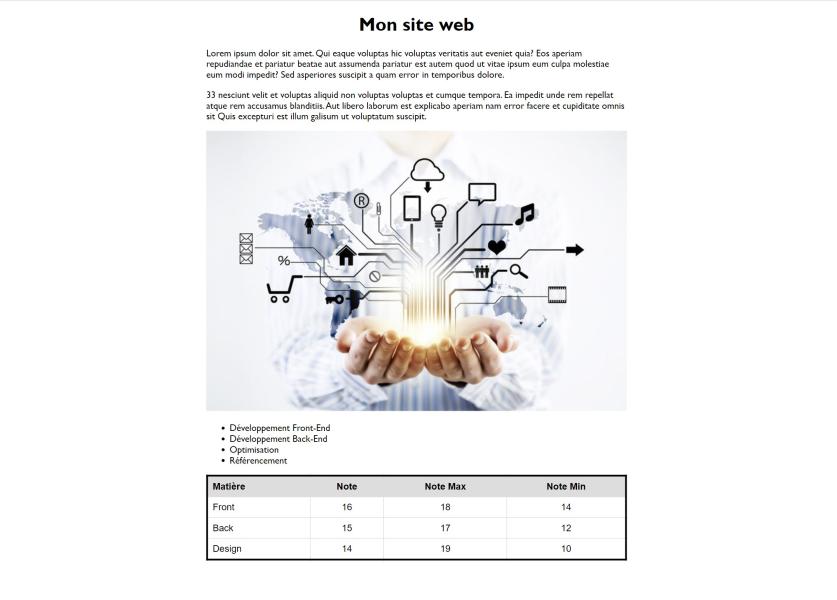 Mon site web
Lorem ipsum dolor sit amet. Qui eaque voluptas hic voluptas veritatis aut eveniet quia? Eos aperiam
repudiandae et pariatur beatae aut assumenda pariatur est autem quod ut vitae ipsum eum culpa molestiae
eum modi impedit? Sed asperiores suscipit a quam error in temporibus dolore.
33 nesciunt velit et voluptas aliquid non voluptas voluptas et cumque tempora. Ea impedit unde rem repellat
atque rem accusamus blanditiis. Aut libero laborum est explicabo aperiam nam error facere et cupiditate omnis
sit Quis excepturi est illum galisum ut voluptatum suscipit.
®
%
Développement Front-End
Développement Back-End
Optimisation
Référencement
Matière Note Note Max Note Min
Front 16 18 14
Back 15 17 12
Design 14 19 10